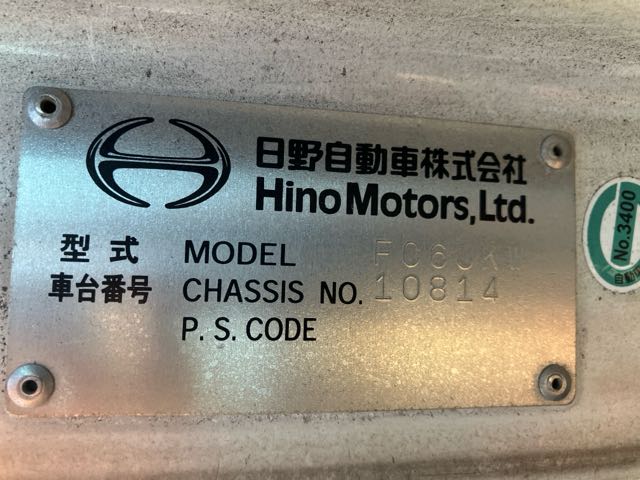 日野自動車株式会社
Hino Motors, Ltd.
型式 MODEL
車台番号 CHASSIS NO. 10814
P. S. CODE
No.3400